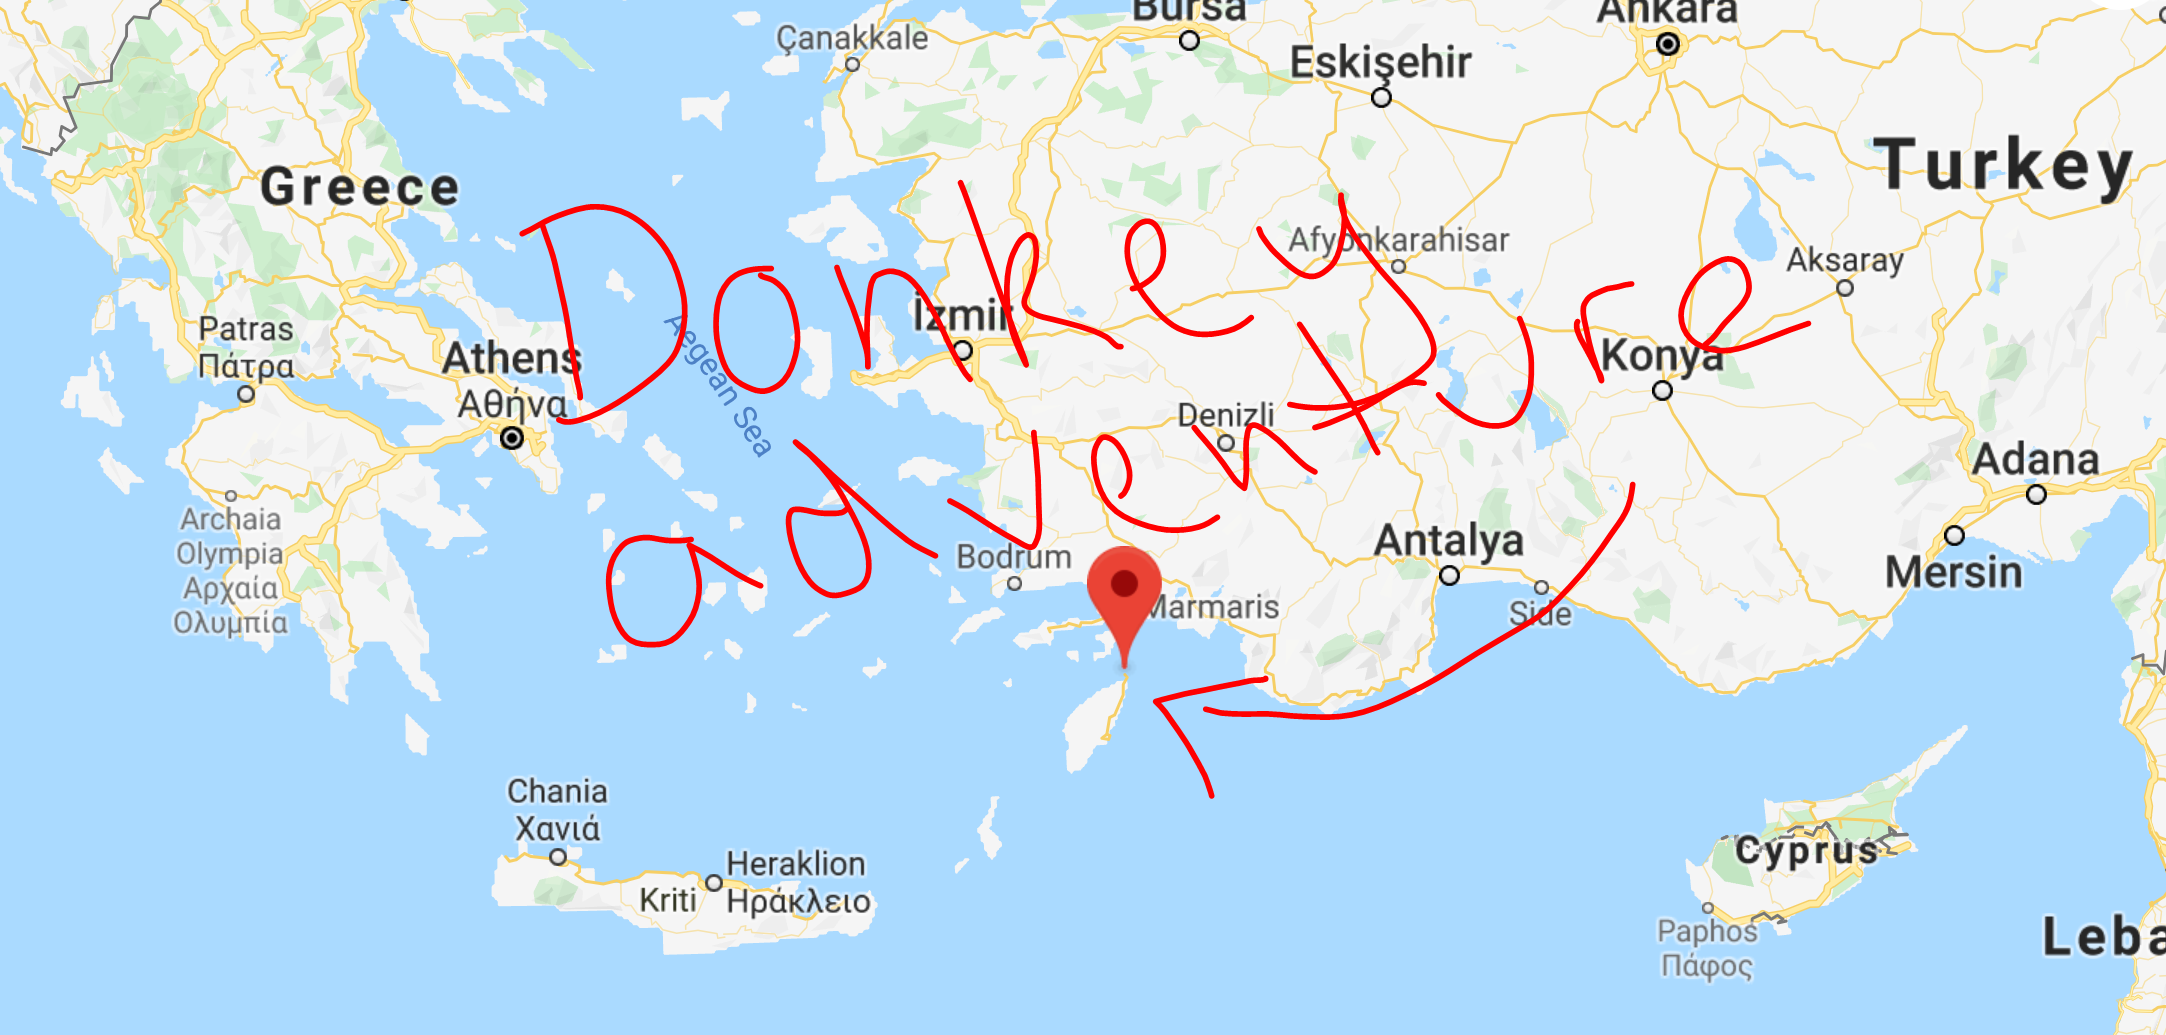 Bursa
Ankara
Çanakkale
Eskişehir
Turkey
Greece
Afyonkarahisar
Aksaray
Donkey
İzmir
Patras
Πάτρα
Athens
Αθήνα
Aegean Sea
Konya
Denizli
adventure
Adana
Archaia
Olympia
Αρχαία
Ολυμπία
Bodrum
Antalya
Mersin
Marmaris
Side
Chania
Χανιά
Heraklion
Ηράκλειο
Kriti
Cyprus
Paphos
Πάφος
Leba